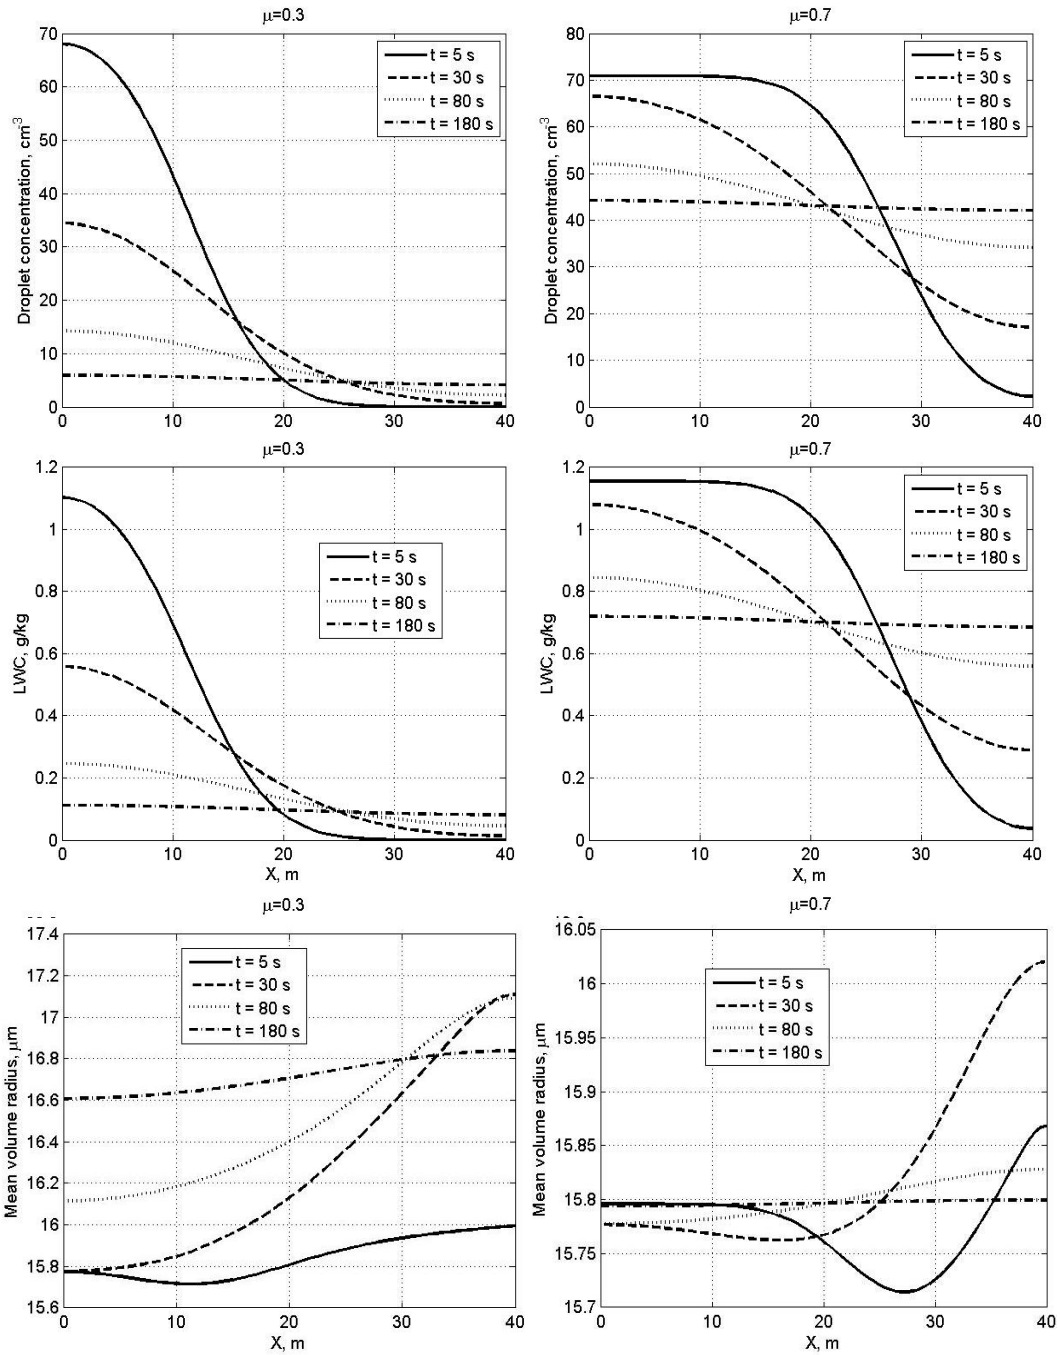 μ=0.3
70
60
50
40
30
20
10
0
Droplet concentration, cm-3
t = 5 s
t = 30 s
t = 80 s
t = 180 s
0 10 20 30 40
μ=0.7
80
70
60
50
40
30
20
10
0
Droplet concentration, cm-3
t = 5 s
t = 30 s
t = 80 s
t = 180 s
0 10 20 30 40
μ=0.3
1.2
1
0.8
0.6
0.4
0.2
0
LWC, g/kg
t = 5 s
t = 30 s
t = 80 s
t = 180 s
0 10 20 30 40
X, m
μ=0.7
1.2
1
0.8
0.6
0.4
0.2
0
LWC, g/kg
t = 5 s
t = 30 s
t = 80 s
t = 180 s
0 10 20 30 40
X, m
μ=0.3
17.4
17.2
17
16.8
16.6
16.4
16.2
16
15.8
15.6
Mean volume radius, μm
t = 5 s
t = 30 s
t = 80 s
t = 180 s
0 10 20 30 40
X, m
μ=0.7
16.05
16
15.95
15.9
15.85
15.8
15.75
15.7
Mean volume radius, μm
t = 5 s
t = 30 s
t = 80 s
t = 180 s
0 10 20 30 40
X, m